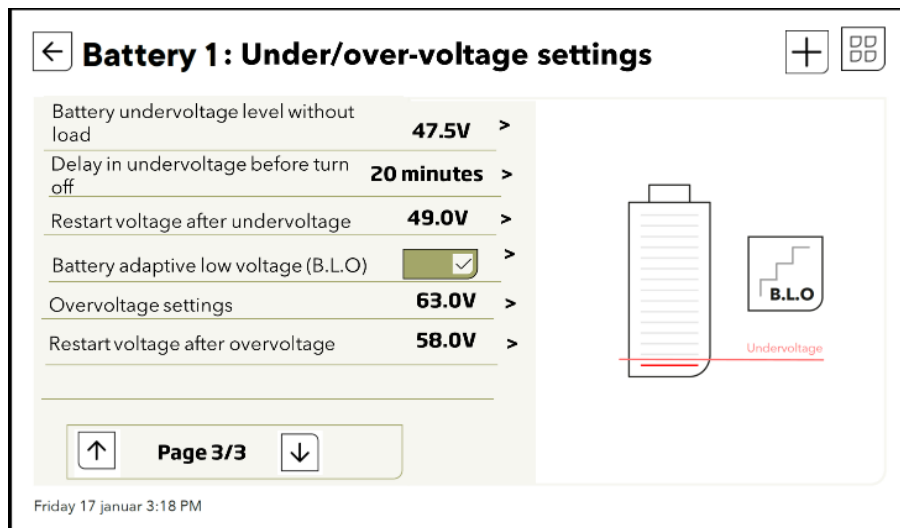 Battery 1: Under/over-voltage settings
Battery undervoltage level without
load
47.5V >
Delay in undervoltage before turn
off
20 minutes >
Restart voltage after undervoltage 49.0V >
Battery adaptive low voltage (B.L.O) >
Overvoltage settings 63.0V >
Restart voltage after overvoltage 58.0V >
B.L.O
Undervoltage
Page 3/3
Friday 17 januar 3:18 PM